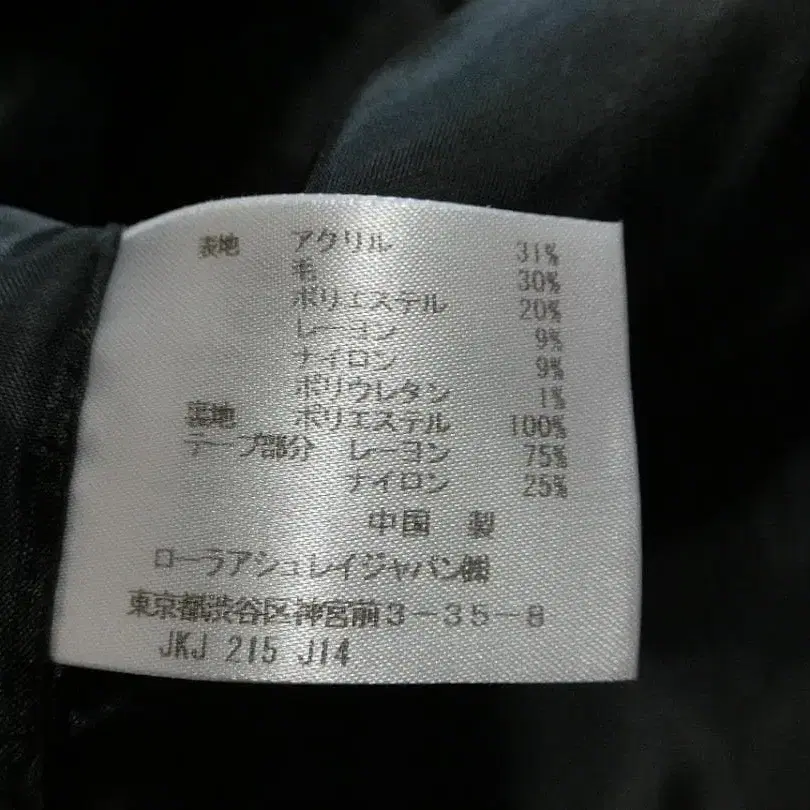 表地 アクリル 31%
毛 30%
ポリエステル 20%
レーヨン 9%
ナイロン 9%
ポリウレタン 1%
裏地 ポリエステル 100%
テープ部分 レーヨン 75%
ナイロン 25%
中国 製
ローラアシュレイジャパン㈱
東京都渋谷区神宮前3-35-8
JKJ 215 J14